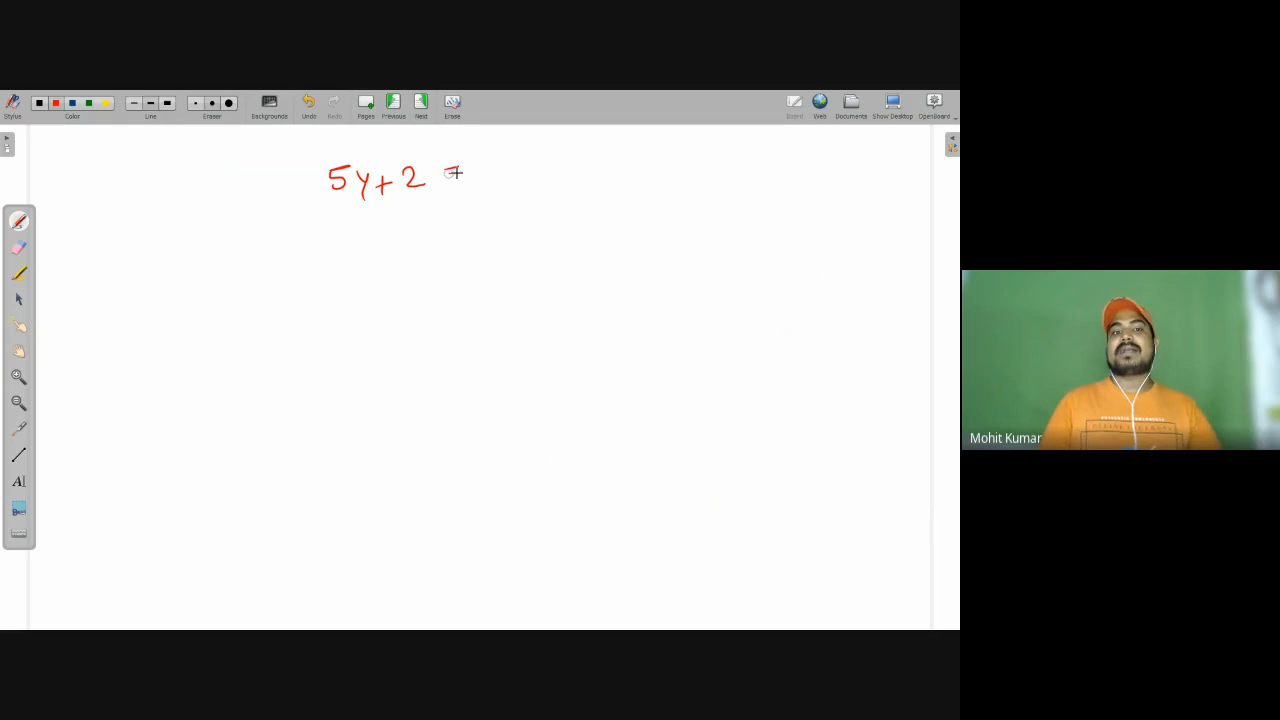 Stylus
Color
Line
Eraser
Backgrounds
Undo
Redo
Pages
Previous
Next
Erase
Board
Web
Documents
Show Desktop
OpenBoard
5y+2 =
Mohit Kumar